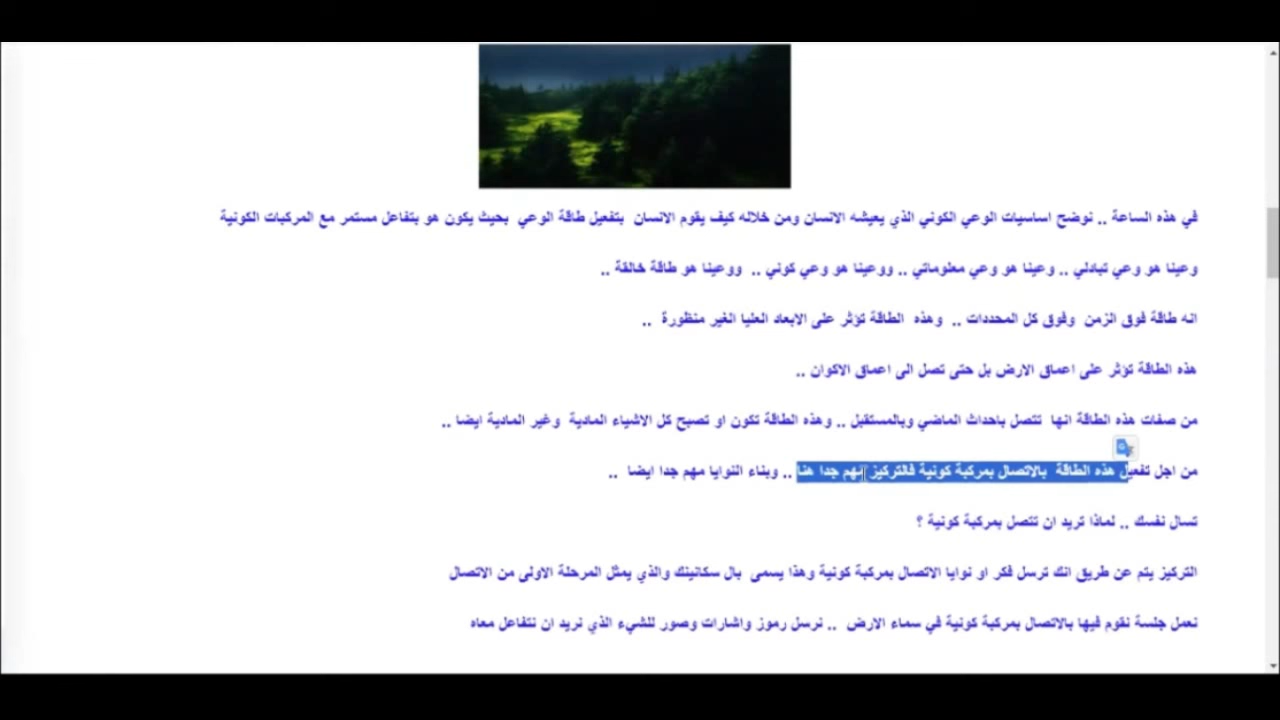 في هذه الساعة .. نوضح اساسيات الوعي الكوني الذي يعيشه الانسان ومن خلاله كيف يقوم الانسان بتفعيل طاقة الوعي بحيث يكون هو بتفاعل مستمر مع المركبات الكونية
وعينا هو وعي تبادلي .. وعينا هو وعي معلوماتي .. ووعينا هو وعي كوني .. ووعينا هو طاقة خالقة ..
انه طاقة فوق الزمن وفوق كل المحددات .. وهذه الطاقة تؤثر على الابعاد العليا الغير منظورة ..
هذه الطاقة تؤثر على اعماق الارض بل حتى تصل الى اعماق الاكوان ..
من صفات هذه الطاقة انها تتصل باحداث الماضي وبالمستقبل .. وهذه الطاقة تكون او تصبح كل الاشياء المادية وغير المادية ايضا ..
من اجل تفعيل هذه الطاقة بالاتصال بمركبة كونية فالتركيز مهم جدا هنا .. وبناء النوايا مهم جدا ايضا ..
تسال نفسك .. لماذا تريد ان تتصل بمركبة كونية ؟
التركيز يتم عن طريق انك ترسل فكر او نوايا الاتصال بمركبة كونية وهذا يسمى بال سكانينك والذي يمثل المرحلة الاولى من الاتصال
نعمل جلسة نقوم فيها بالاتصال بمركبة كونية في سماء الارض .. نرسل رموز واشارات وصور للشيء الذي نريد ان نتفاعل معاه